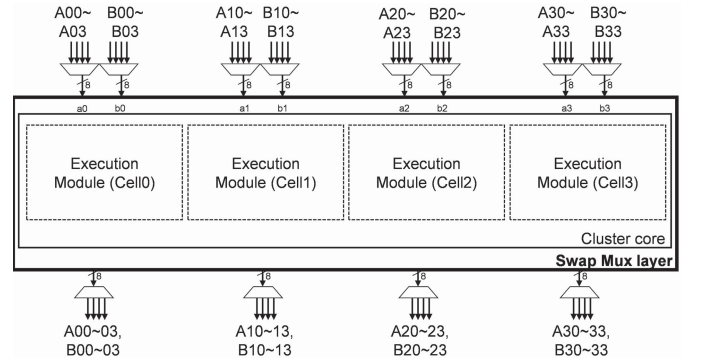 A00~ B00~ A10~ B10~ A20~ B20~ A30~ B30~
A03 B03 A13 B13 A23 B23 A33 B33
8 8 8 8 8 8 8 8
a0 b0 a1 b1 a2 b2 a3 b3
Execution Execution Execution Execution
Module (Cell0) Module (Cell1) Module (Cell2) Module (Cell3)
Cluster core
Swap Mux layer
8 8 8 8
A00~03, A10~13, A20~23, A30~33,
B00~03 B10~13 B20~23 B30~33